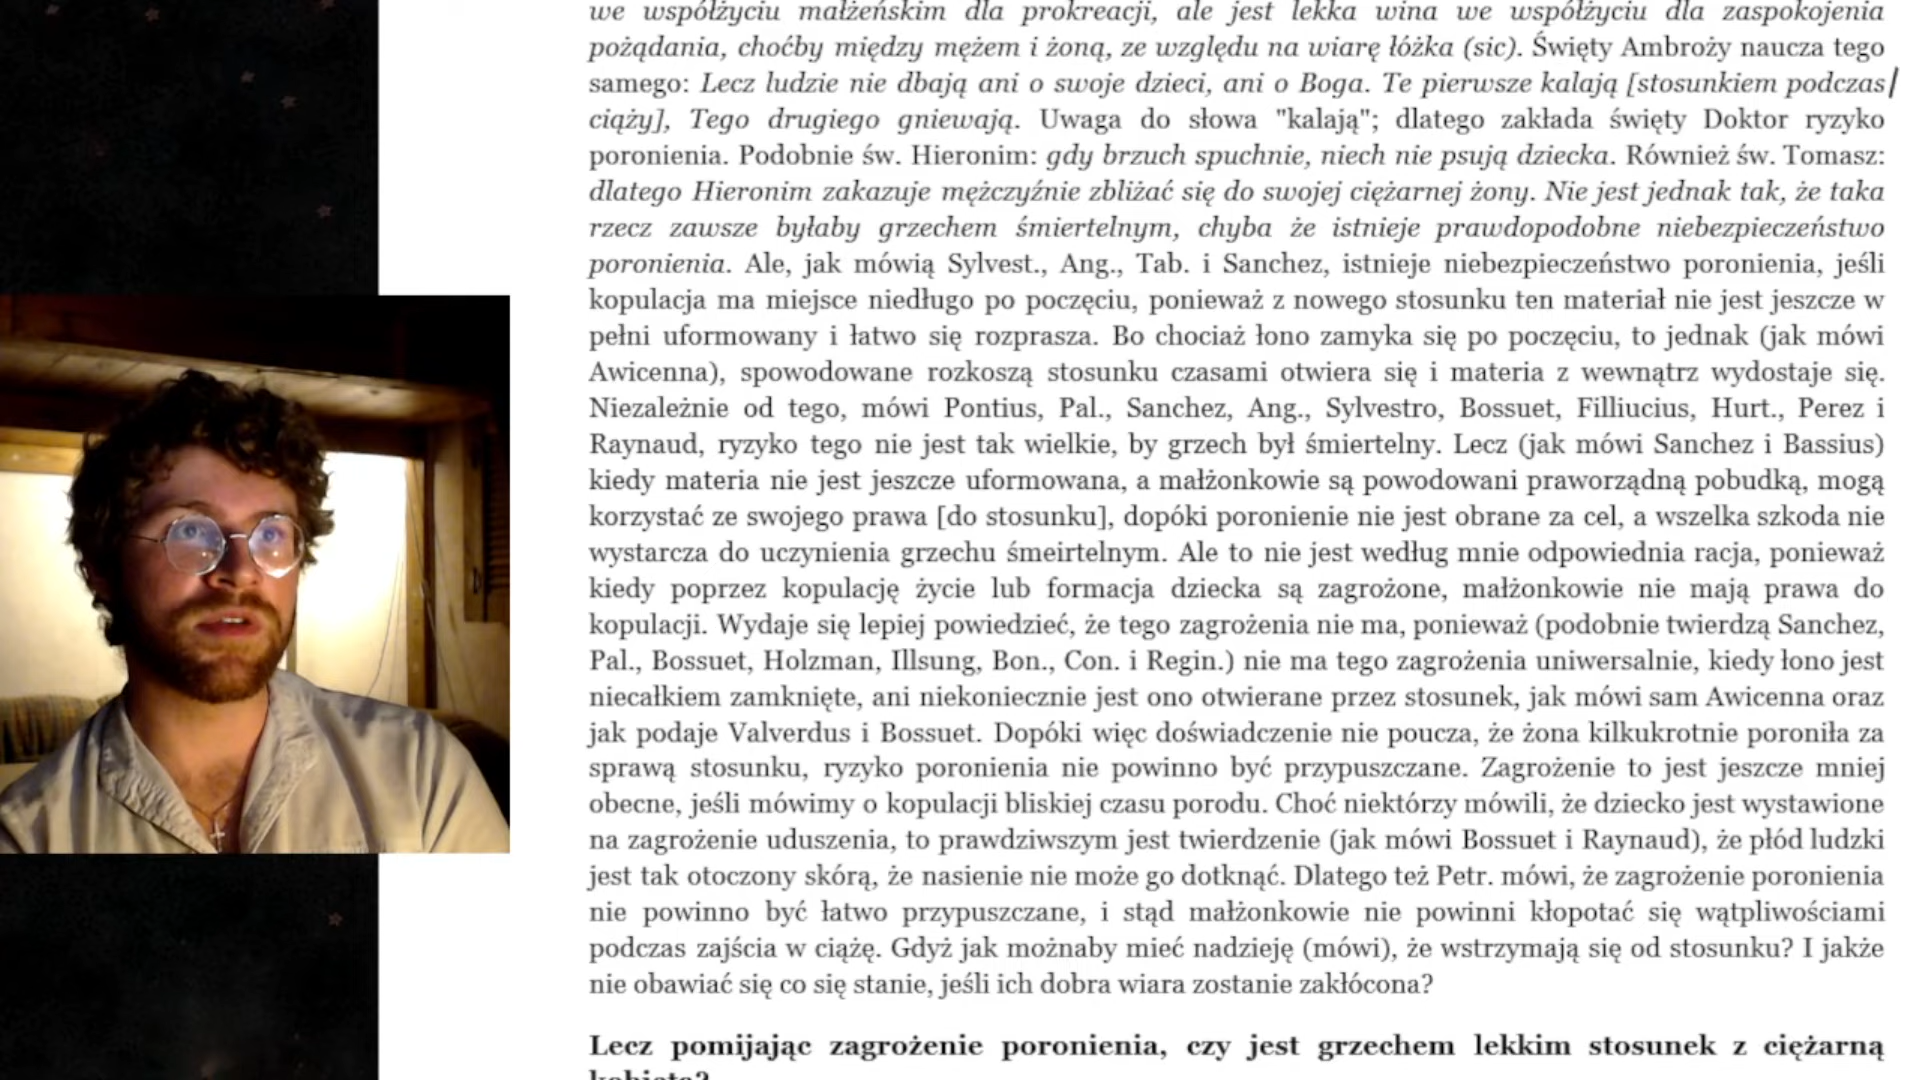 we współżyciu małżeńskim dla prokreacji, ale jest lekka wina we współżyciu dla zaspokojenia
pożądania, choćby między mężem i żoną, ze względu na wiarę łóżka (sic). Święty Ambroży naucza tego
samego: Lecz ludzie nie dbają ani o swoje dzieci, ani o Boga. Te pierwsze kalają [stosunkiem podczas
ciąży], Tego drugiego gniewają. Uwaga do słowa "kalają"; dlatego zakłada święty Doktor ryzyko
poronienia. Podobnie św. Hieronim: gdy brzuch spuchnie, niech nie psują dziecka. Również św. Tomasz:
dlatego Hieronim zakazuje mężczyźnie zbliżać się do swojej ciężarnej żony. Nie jest jednak tak, że taka
rzecz zawsze byłaby grzechem śmiertelnym, chyba że istnieje prawdopodobne niebezpieczeństwo
poronienia. Ale, jak mówią Sylvest., Ang., Tab. i Sanchez, istnieje niebezpieczeństwo poronienia, jeśli
kopulacja ma miejsce niedługo po poczęciu, ponieważ z nowego stosunku ten materiał nie jest jeszcze w
pełni uformowany i łatwo się rozprasza. Bo chociaż łono zamyka się po poczęciu, to jednak (jak mówi
Awicenna), spowodowane rozkoszą stosunku czasami otwiera się i materia z wewnątrz wydostaje się.
Niezależnie od tego, mówi Pontius, Pal., Sanchez, Ang., Sylvestro, Bossuet, Filliucius, Hurt., Perez i
Raynaud, ryzyko tego nie jest tak wielkie, by grzech był śmiertelny. Lecz (jak mówi Sanchez i Bassius)
kiedy materia nie jest jeszcze uformowana, a małżonkowie są powodowani praworządną pobudką, mogą
korzystać ze swojego prawa [do stosunku], dopóki poronienie nie jest obrane za cel, a wszelka szkoda nie
wystarcza do uczynienia grzechu śmeirtelnym. Ale to nie jest według mnie odpowiednia racja, ponieważ
kiedy poprzez kopulację życie lub formacja dziecka są zagrożone, małżonkowie nie mają prawa do
kopulacji. Wydaje się lepiej powiedzieć, że tego zagrożenia nie ma, ponieważ (podobnie twierdzą Sanchez,
Pal., Bossuet, Holzman, Illsung, Bon., Con. i Regin.) nie ma tego zagrożenia uniwersalnie, kiedy łono jest
niecałkiem zamknięte, ani niekoniecznie jest ono otwierane przez stosunek, jak mówi sam Awicenna oraz
jak podaje Valverdus i Bossuet. Dopóki więc doświadczenie nie poucza, że żona kilkukrotnie poroniła za
sprawą stosunku, ryzyko poronienia nie powinno być przypuszczane. Zagrożenie to jest jeszcze mniej
obecne, jeśli mówimy o kopulacji bliskiej czasu porodu. Choć niektórzy mówili, że dziecko jest wystawione
na zagrożenie uduszenia, to prawdziwszym jest twierdzenie (jak mówi Bossuet i Raynaud), że płód ludzki
jest tak otoczony skórą, że nasienie nie może go dotknąć. Dlatego też Petr. mówi, że zagrożenie poronienia
nie powinno być łatwo przypuszczane, i stąd małżonkowie nie powinni kłopotać się wątpliwościami
podczas zajścia w ciążę. Gdyż jak możnaby mieć nadzieję (mówi), że wstrzymają się od stosunku? I jakże
nie obawiać się co się stanie, jeśli ich dobra wiara zostanie zakłócona?
Lecz pomijając zagrożenie poronienia, czy jest grzechem lekkim stosunek z ciężarną
kobietą?